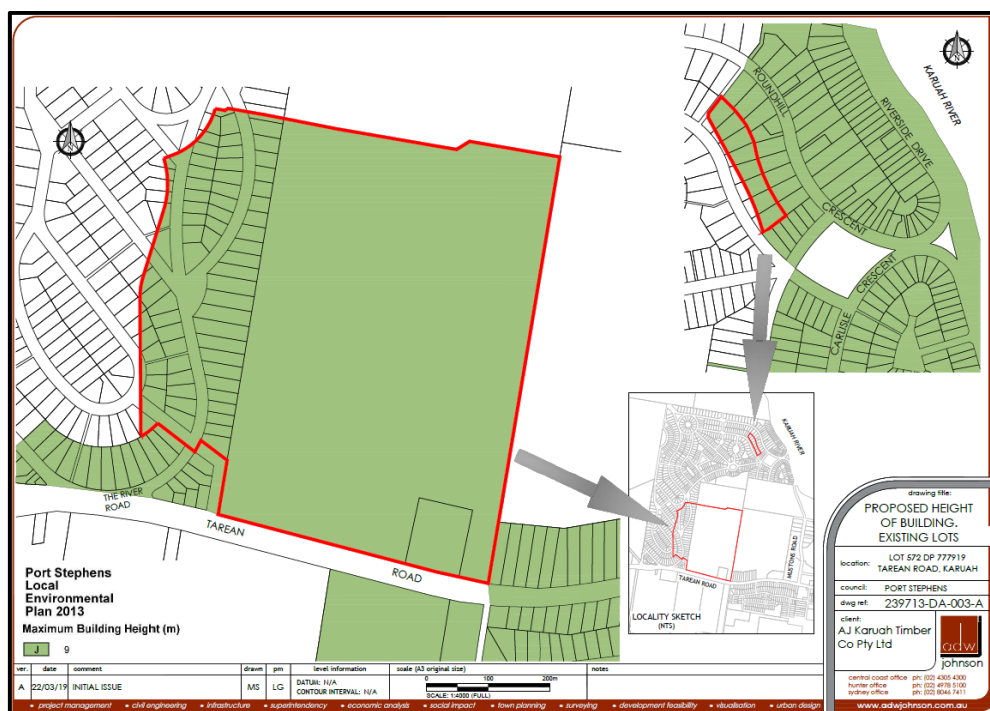 N
THE RIVER
ROAD
TAREAN
ROAD
ROUNDHILL
CRESCENT
RIVERSIDE DRIVE
KARUAH RIVER
CRESCENT
CARLISLE
N
KARUAH RIVER
MUSTONS ROAD
TAREAN ROAD
LOCALITY SKETCH
(NTS)
Port Stephens
Local
Environmental
Plan 2013
Maximum Building Height (m)
J 9
drawing title:
PROPOSED HEIGHT
OF BUILDING.
EXISTING LOTS
location: LOT 572 DP 777919
TAREAN ROAD, KARUAH
council: PORT STEPHENS
dwg ref: 239713-DA-003-A
client:
AJ Karuah Timber
Co Pty Ltd
adw
johnson
central coast office ph: (02) 4305 4300
hunter office ph: (02) 4978 5100
sydney office ph: (02) 8046 7411
www.adwjohnson.com.au
ver. date comment drawn pm level information scale (A3 original size) notes
A 22/03/19 INITIAL ISSUE MS LG DATUM: N/A
CONTOUR INTERVAL: N/A
0 100 200m
SCALE: 1:4000 (FULL)
• project management • civil engineering • infrastructure • superintendency • economic analysis • social impact • town planning • surveying • development feasibility • visualisation • urban design